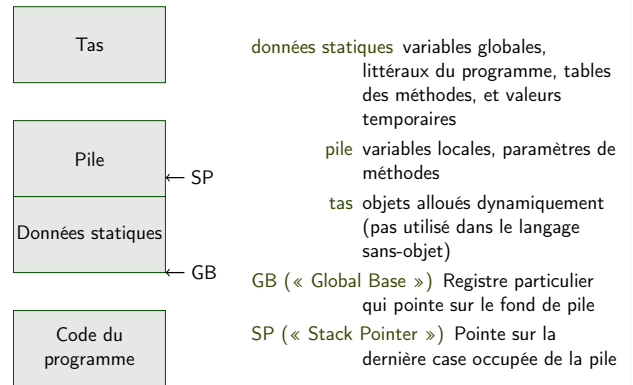 Tas
Pile
← SP
Données statiques
← GB
Code du
programme
données statiques variables globales,
littéraux du programme, tables
des méthodes, et valeurs
temporaires
pile variables locales, paramètres de
méthodes
tas objets alloués dynamiquement
(pas utilisé dans le langage
sans-objet)
GB (« Global Base ») Registre particulier
qui pointe sur le fond de pile
SP (« Stack Pointer ») Pointe sur la
dernière case occupée de la pile